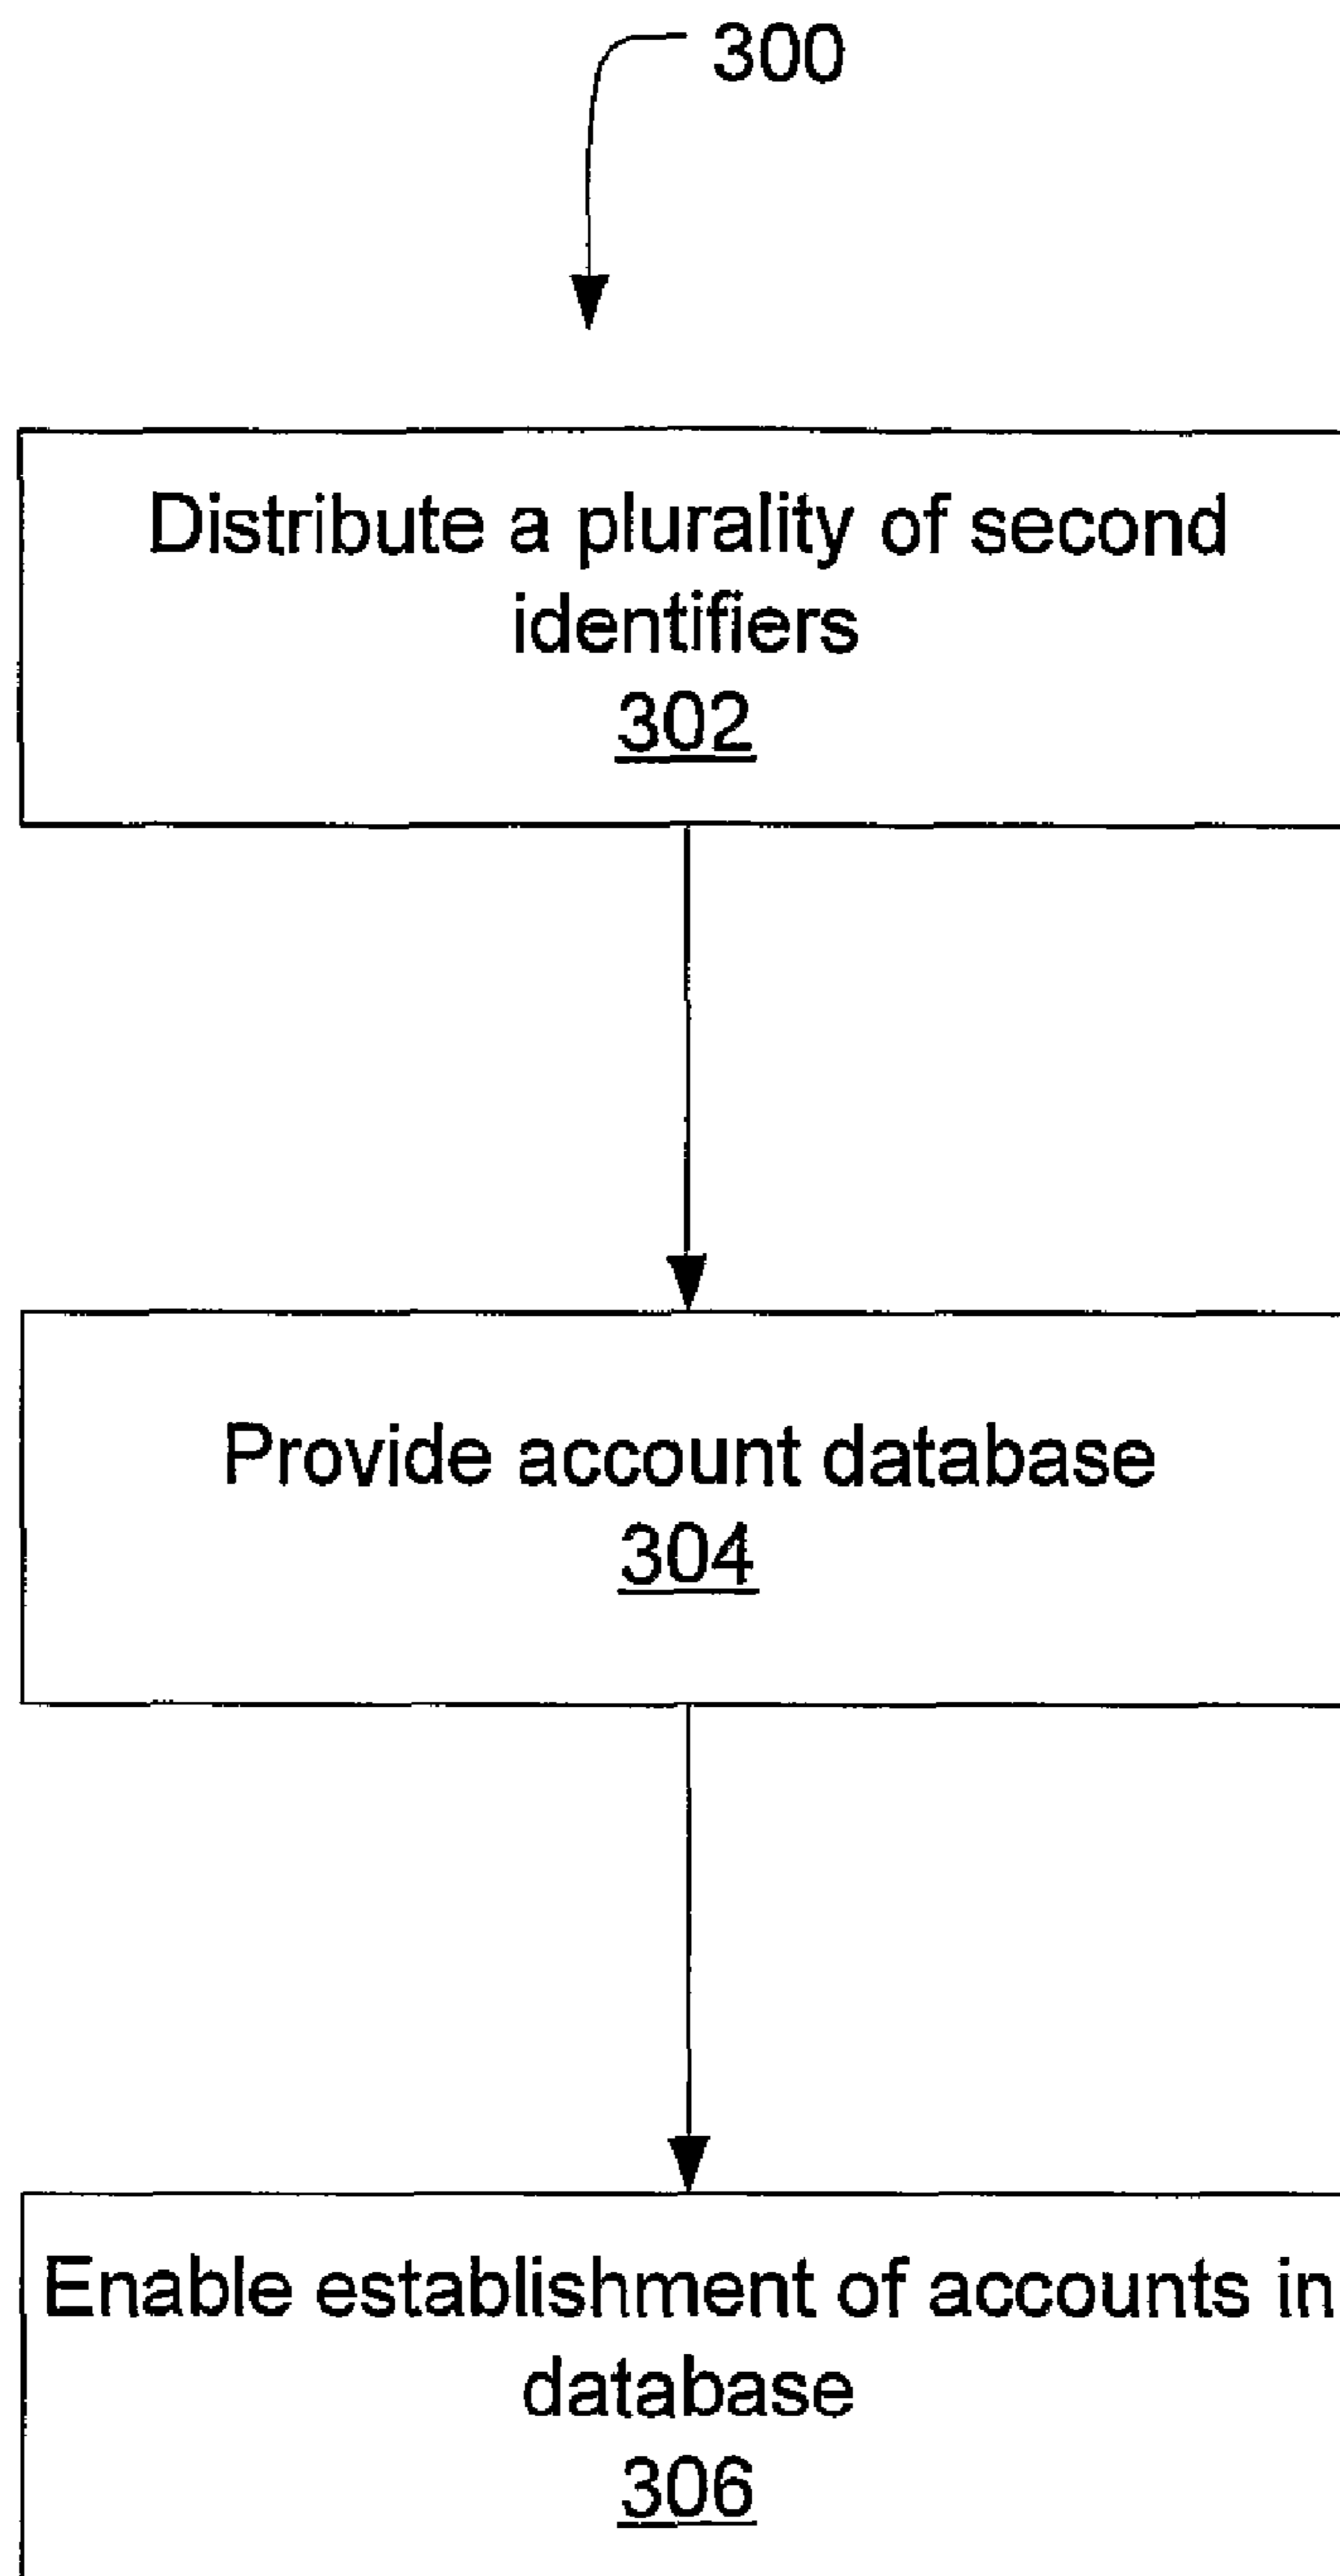 300
Distribute a plurality of second
identifiers
302
Provide account database
304
Enable establishment of accounts in
database
306